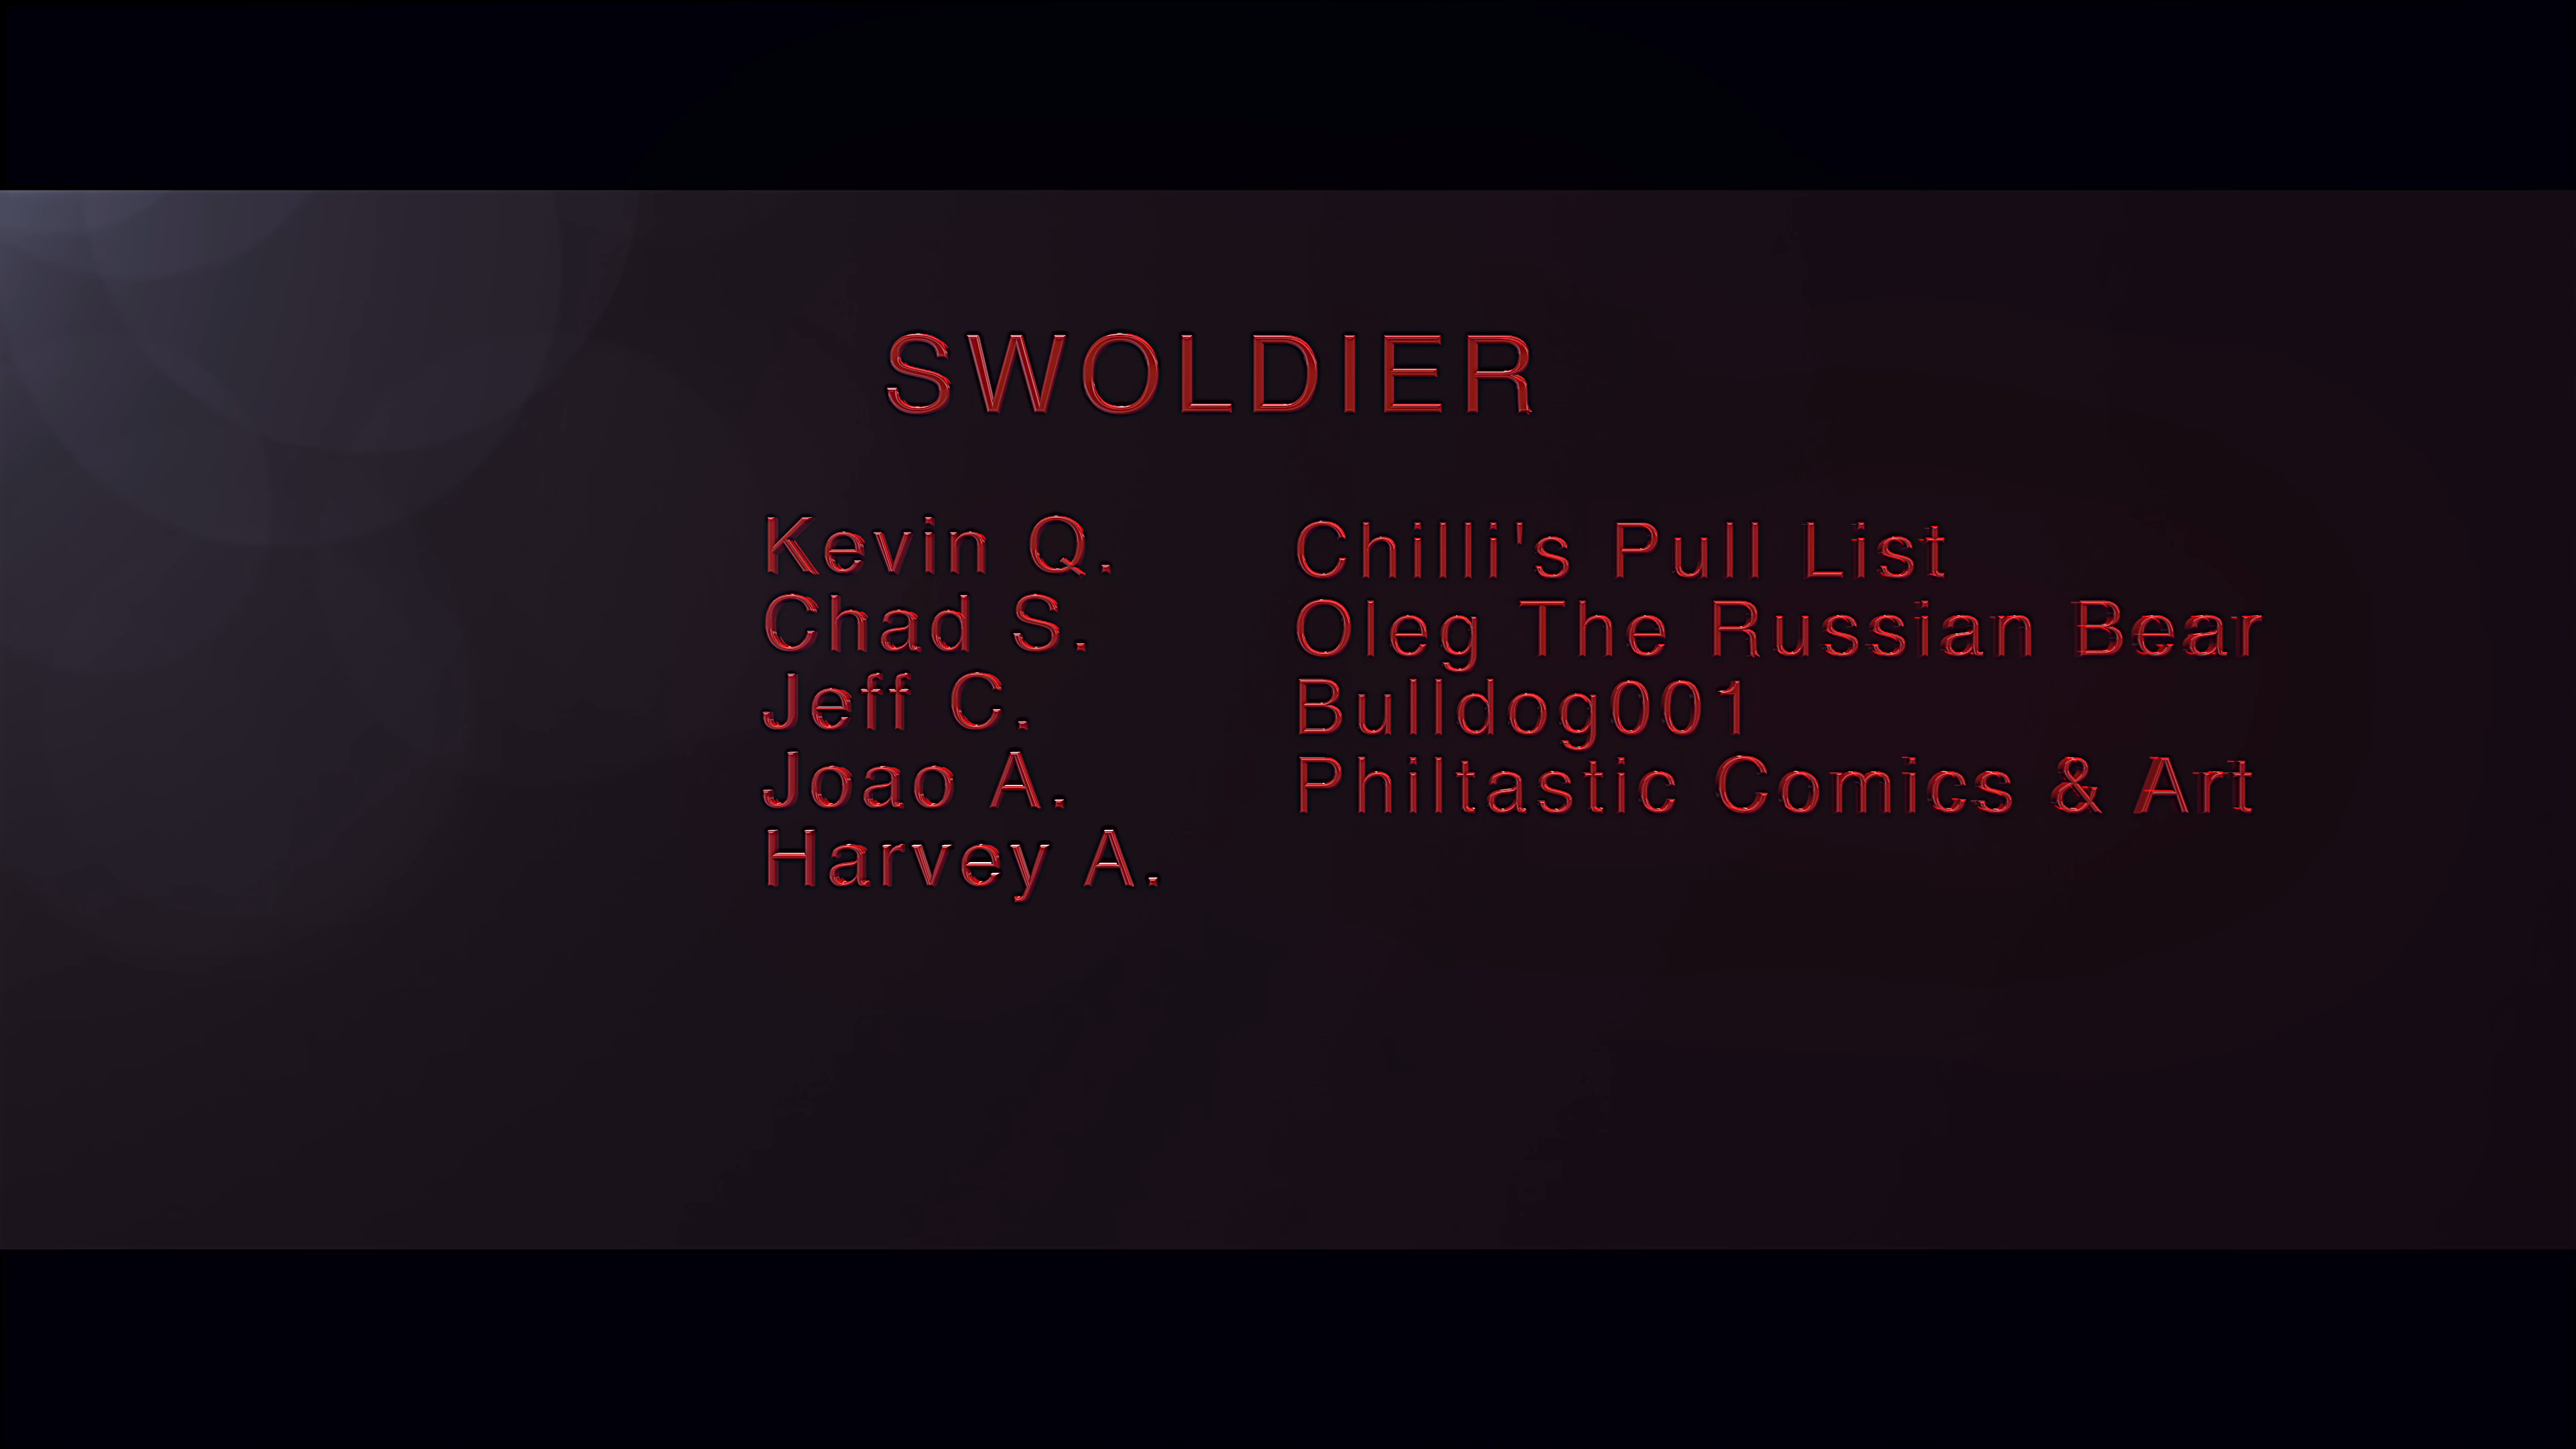 SWOLDIER
Kevin Q.
Chad S.
Jeff C.
Joao A.
Harvey A.
Chilli's Pull List
Oleg The Russian Bear
Bulldog001
Philtastic Comics & Art